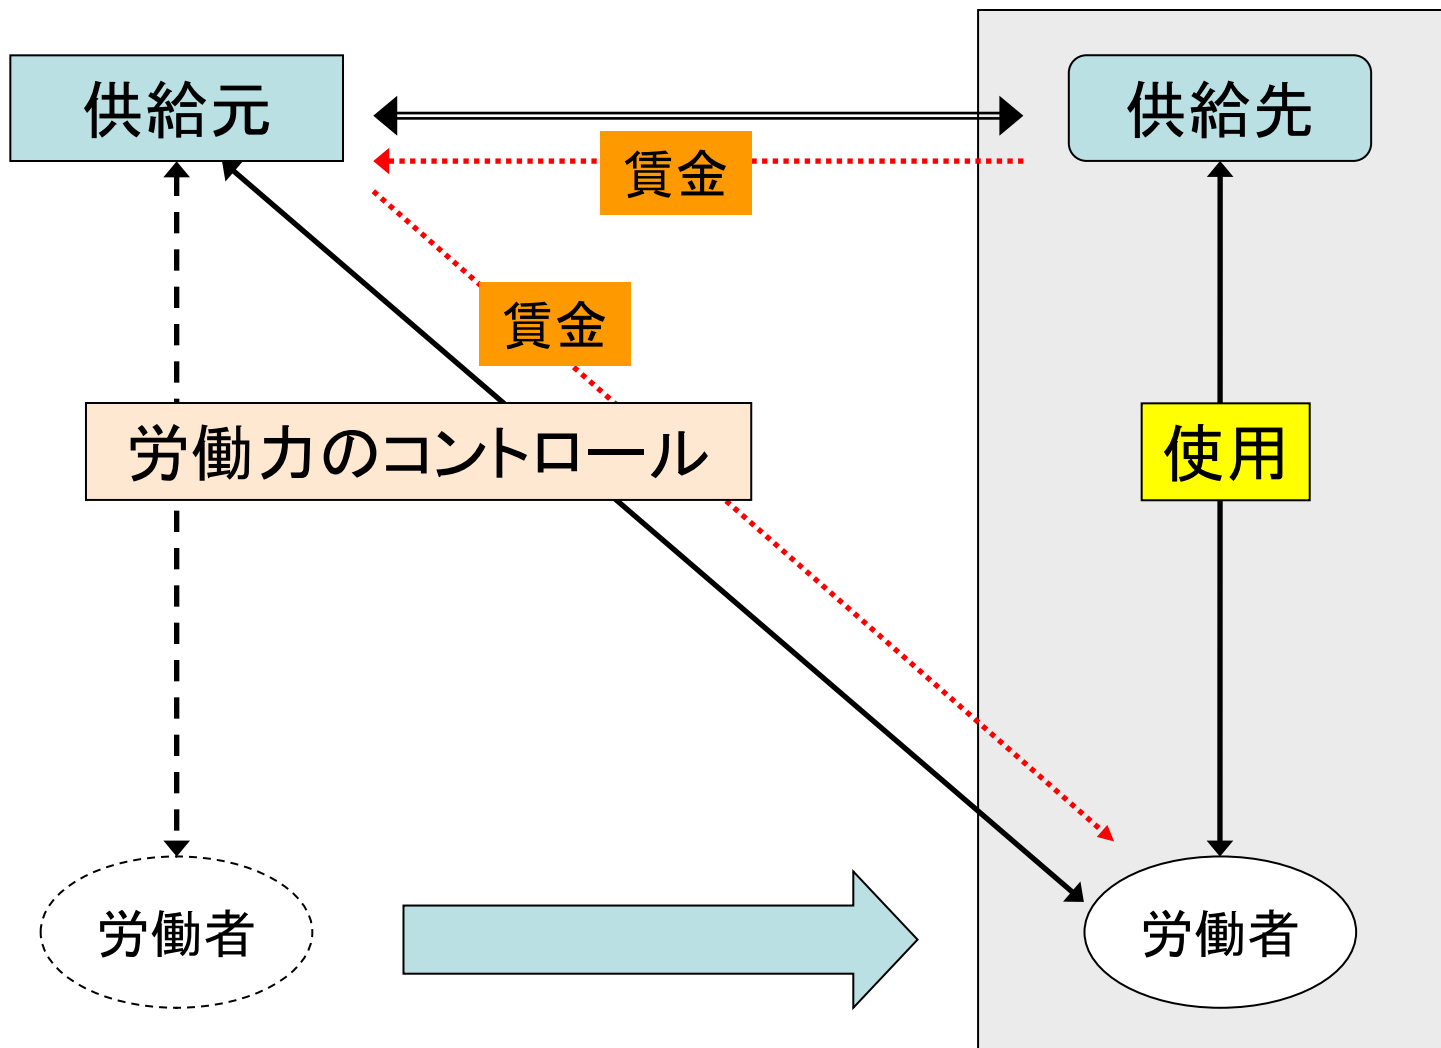 供給元
供給先
賃金
賃金
労働力のコントロール
使用
労働者
労働者